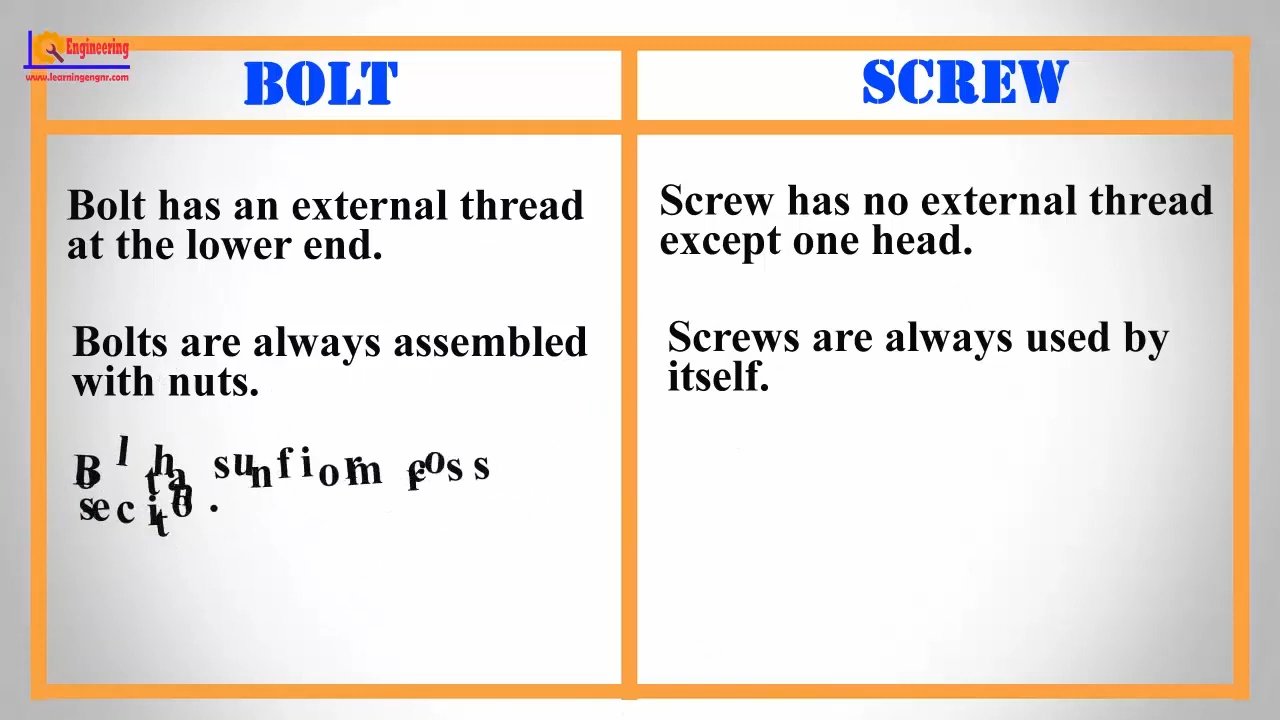 Engineering
www.learningengnr.com
BOLT
SCREW
Bolt has an external thread
at the lower end.
Screw has no external thread
except one head.
Bolts are always assembled
with nuts.
Screws are always used by
itself.